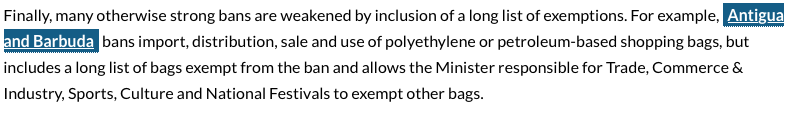 Finally, many otherwise strong bans are weakened by inclusion of a long list of exemptions. For example, Antigua
and Barbuda bans import, distribution, sale and use of polyethylene or petroleum-based shopping bags, but
includes a long list of bags exempt from the ban and allows the Minister responsible for Trade, Commerce &
Industry, Sports, Culture and National Festivals to exempt other bags.